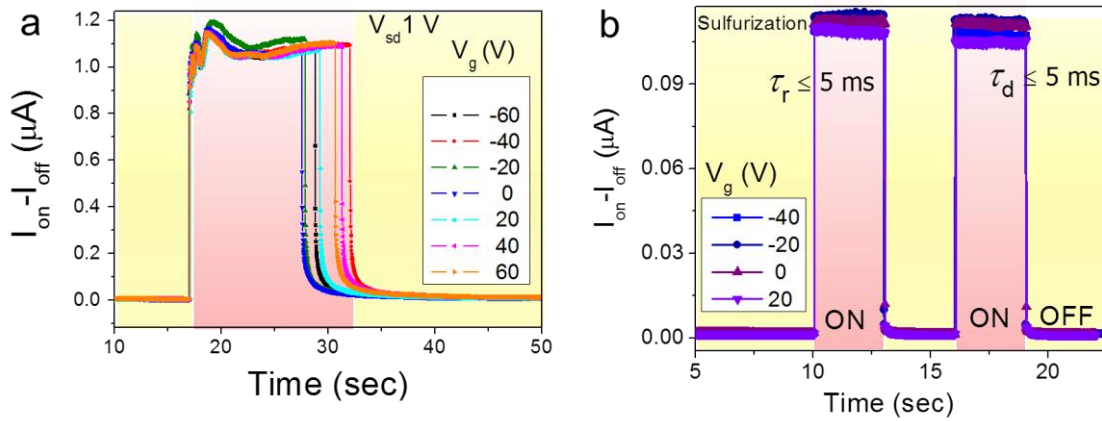 a
V_sd 1 V
V_g (V)
-60
-40
-20
0
20
40
60
1.2
1.0
0.8
0.6
0.4
0.2
0.0
I_on-I_off (μA)
10 20 30 40 50
Time (sec)
b
Sulfurization
τ_r ≤ 5 ms
τ_d ≤ 5 ms
V_g (V)
-40
-20
0
20
ON ON OFF
0.09
0.06
0.03
0.00
I_on-I_off (μA)
5 10 15 20
Time (sec)